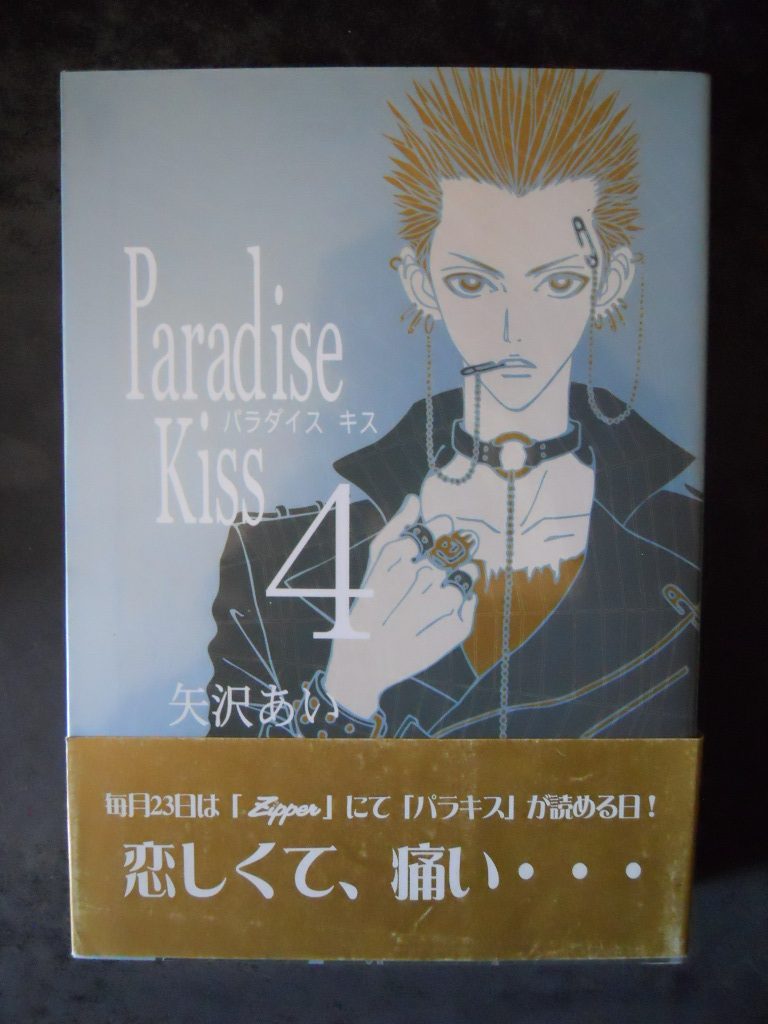 Paradise
パラダイス キス
Kiss
4
矢沢あい
毎月23日は「Zipper」にて「パラキス」が読める日！
恋しくて、痛い・・・